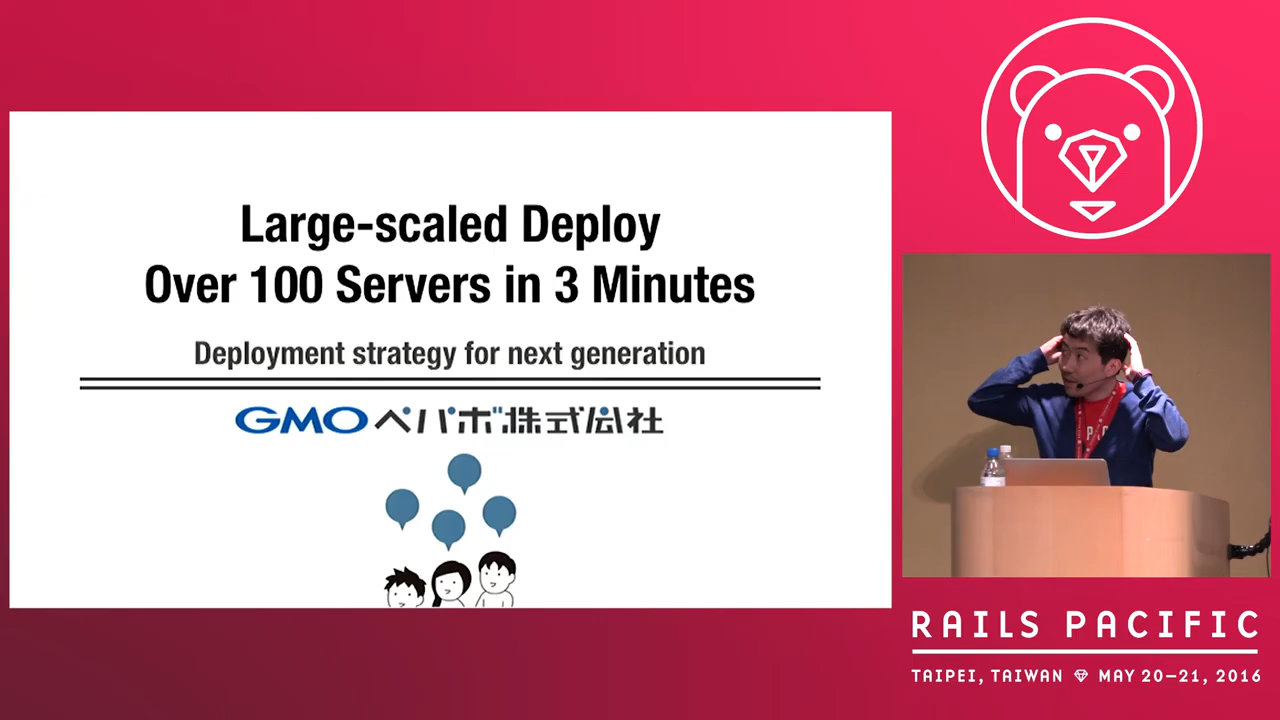 Large-scaled Deploy
Over 100 Servers in 3 Minutes
Deployment strategy for next generation
GMOペパボ株式会社
RAILS PACIFIC
TAIPEI, TAIWAN MAY 20–21, 2016